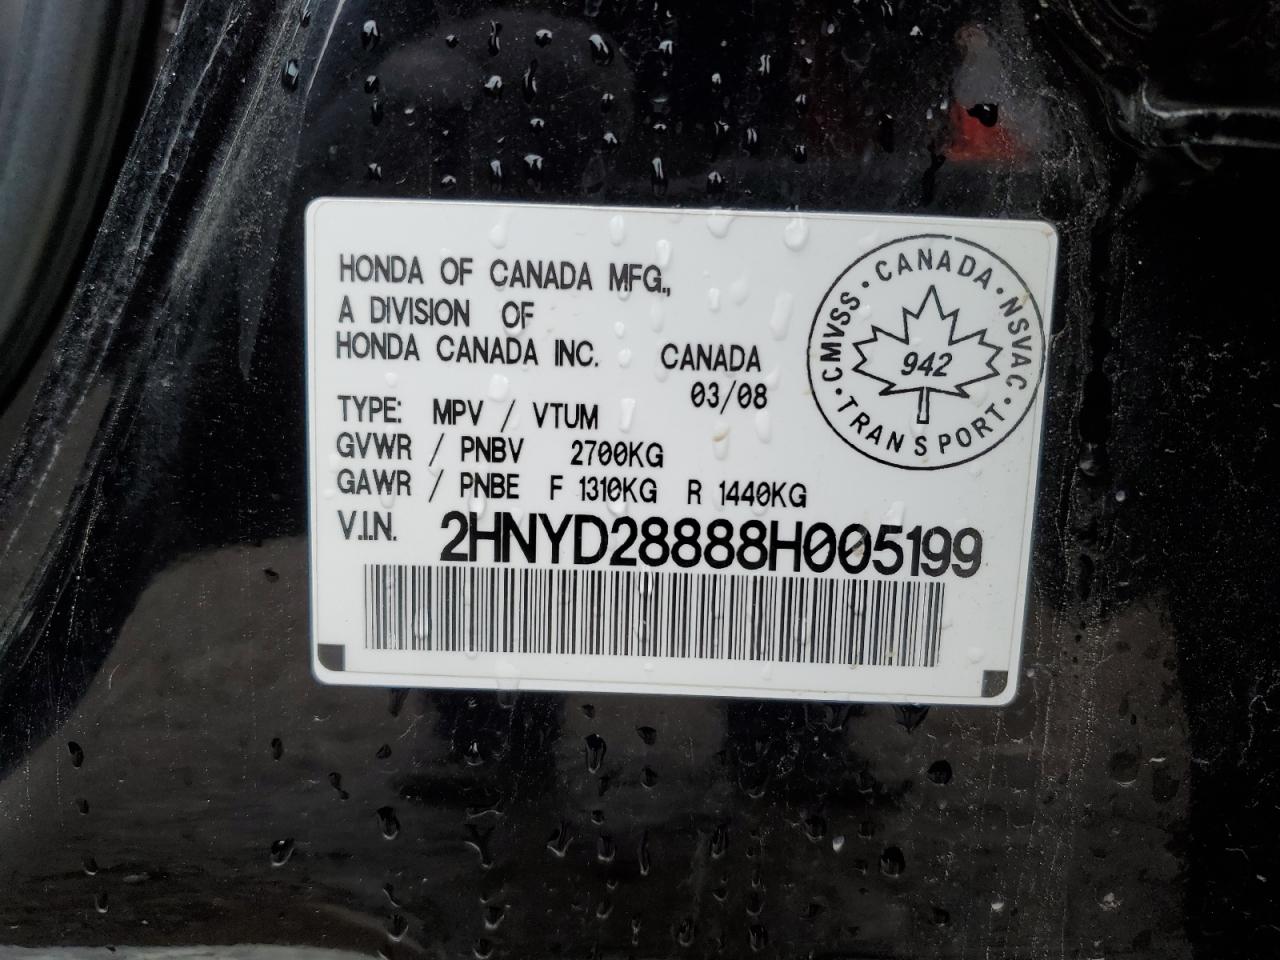 HONDA OF CANADA MFG.,
A DIVISION OF
HONDA CANADA INC. CANADA
03/08
TYPE: MPV / VTUM
GVWR / PNBV 2700KG
GAWR / PNBE F 1310KG R 1440KG
V.I.N. 2HNYD28888H005199
CMVSS · CANADA · NSVAC · TRANSPORT ·
942